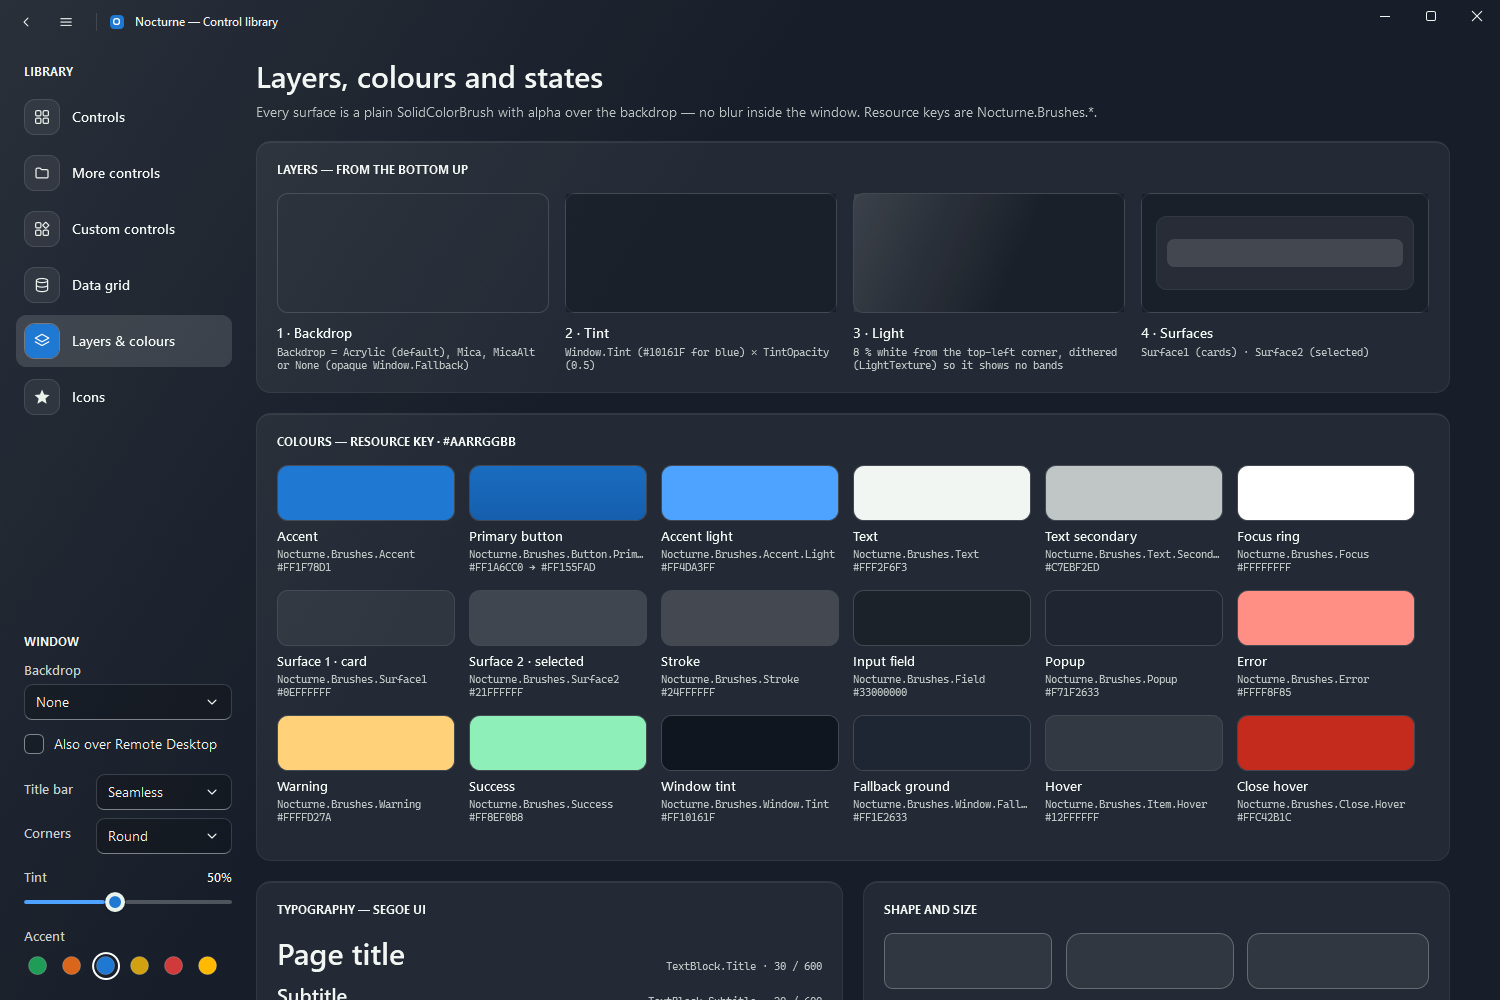 Nocturne — Control library
LIBRARY
Controls
More controls
Custom controls
Data grid
Layers & colours
Icons
WINDOW
Backdrop
None
Also over Remote Desktop
Title bar
Seamless
Corners
Round
Tint
50%
Accent
Layers, colours and states
Every surface is a plain SolidColorBrush with alpha over the backdrop — no blur inside the window. Resource keys are Nocturne.Brushes.*.
LAYERS — FROM THE BOTTOM UP
1 · Backdrop
Backdrop = Acrylic (default), Mica, MicaAlt
or None (opaque Window.Fallback)
2 · Tint
Window.Tint (#10161F for blue) × TintOpacity
(0.5)
3 · Light
8 % white from the top-left corner, dithered
(LightTexture) so it shows no bands
4 · Surfaces
Surface1 (cards) · Surface2 (selected)
COLOURS — RESOURCE KEY · #AARRGGBB
Accent
Nocturne.Brushes.Accent
#FF1F78D1
Primary button
Nocturne.Brushes.Button.Prim…
#FF1A6CC0 → #FF155FAD
Accent light
Nocturne.Brushes.Accent.Light
#FF4DA3FF
Text
Nocturne.Brushes.Text
#FFF2F6F3
Text secondary
Nocturne.Brushes.Text.Second…
#C7EBF2ED
Focus ring
Nocturne.Brushes.Focus
#FFFFFFFF
Surface 1 · card
Nocturne.Brushes.Surface1
#0EFFFFFF
Surface 2 · selected
Nocturne.Brushes.Surface2
#21FFFFFF
Stroke
Nocturne.Brushes.Stroke
#24FFFFFF
Input field
Nocturne.Brushes.Field
#33000000
Popup
Nocturne.Brushes.Popup
#F71F2633
Error
Nocturne.Brushes.Error
#FFFF8F85
Warning
Nocturne.Brushes.Warning
#FFFFD27A
Success
Nocturne.Brushes.Success
#FF8EF0B8
Window tint
Nocturne.Brushes.Window.Tint
#FF10161F
Fallback ground
Nocturne.Brushes.Window.Fall…
#FF1E2633
Hover
Nocturne.Brushes.Item.Hover
#12FFFFFF
Close hover
Nocturne.Brushes.Close.Hover
#FFC42B1C
TYPOGRAPHY — SEGOE UI
Page title
TextBlock.Title · 30 / 600
Subtitle
TextBlock.Subtitle · 20 / 600
SHAPE AND SIZE